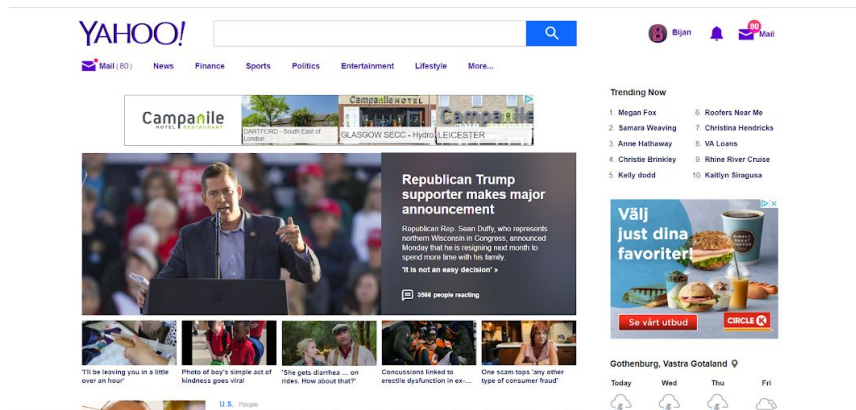 YAHOO!
Bijan
80
Mail
Mail (80)
News
Finance
Sports
Politics
Entertainment
Lifestyle
More...
Campanile
HOTEL RESTAURANT
DARTFORD - South East of
London
Campanile HOTEL
GLASGOW SECC - Hydro
Campanile
LEICESTER
Republican Trump
supporter makes major
announcement
Republican Rep. Sean Duffy, who represents
northern Wisconsin in Congress, announced
Monday that he is resigning next month to
spend more time with his family.
'It is not an easy decision' »
3566 people reacting
'I'll be leaving you in a little
over an hour'
Photo of boy's simple act of
kindness goes viral
'She gets diarrhea ... on
rides. How about that?'
Concussions linked to
erectile dysfunction in ex-...
One scam tops 'any other
type of consumer fraud'
U.S. People
Trending Now
1. Megan Fox
2. Samara Weaving
3. Anne Hathaway
4. Christie Brinkley
5. Kelly dodd
6. Roofers Near Me
7. Christina Hendricks
8. VA Loans
9. Rhine River Cruise
10. Kaitlyn Siragusa
Välj
just dina
favoriter!
SIMPLY
GREAT
COFFEE
Se vårt utbud
CIRCLE K
Gothenburg, Vastra Gotaland
Today
Wed
Thu
Fri